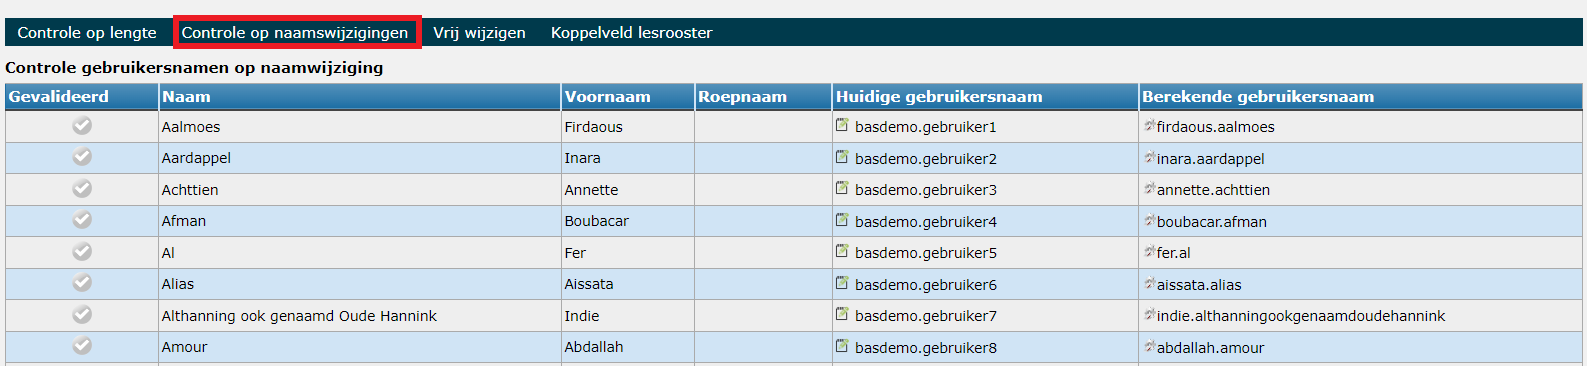 Controle op lengte Controle op naamswijzigingen Vrij wijzigen Koppelveld lesrooster
Controle gebruikersnamen op naamwijziging
Gevalideerd Naam Voornaam Roepnaam Huidige gebruikersnaam Berekende gebruikersnaam
Aalmoes Firdaous basdemo.gebruiker1 firdaous.aalmoes
Aardappel Inara basdemo.gebruiker2 inara.aardappel
Achttien Annette basdemo.gebruiker3 annette.achttien
Afman Boubacar basdemo.gebruiker4 boubacar.afman
Al Fer basdemo.gebruiker5 fer.al
Alias Aissata basdemo.gebruiker6 aissata.alias
Althanning ook genaamd Oude Hannink Indie basdemo.gebruiker7 indie.althanningookgenaamdoudehannink
Amour Abdallah basdemo.gebruiker8 abdallah.amour